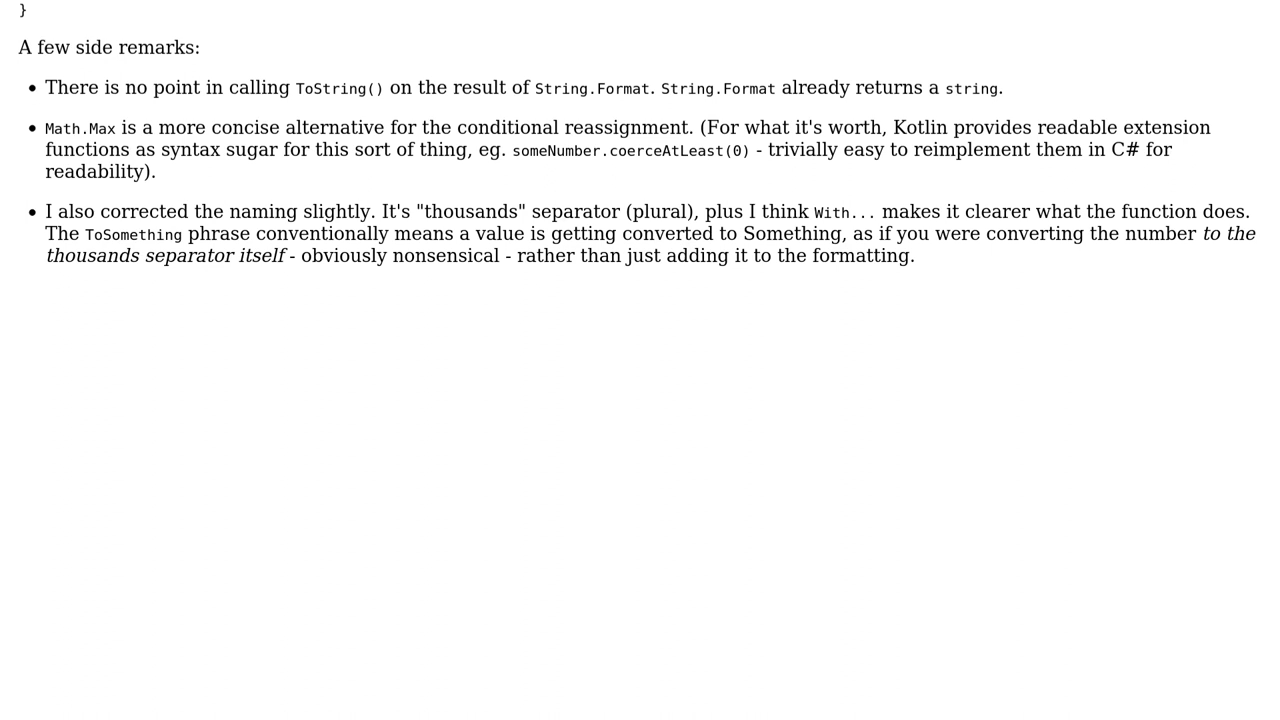 }
A few side remarks:
• There is no point in calling ToString() on the result of String.Format. String.Format already returns a string.
• Math.Max is a more concise alternative for the conditional reassignment. (For what it's worth, Kotlin provides readable extension
functions as syntax sugar for this sort of thing, eg. someNumber.coerceAtLeast(0) - trivially easy to reimplement them in C# for
readability).
• I also corrected the naming slightly. It's "thousands" separator (plural), plus I think With... makes it clearer what the function does.
The ToSomething phrase conventionally means a value is getting converted to Something, as if you were converting the number to the
thousands separator itself - obviously nonsensical - rather than just adding it to the formatting.